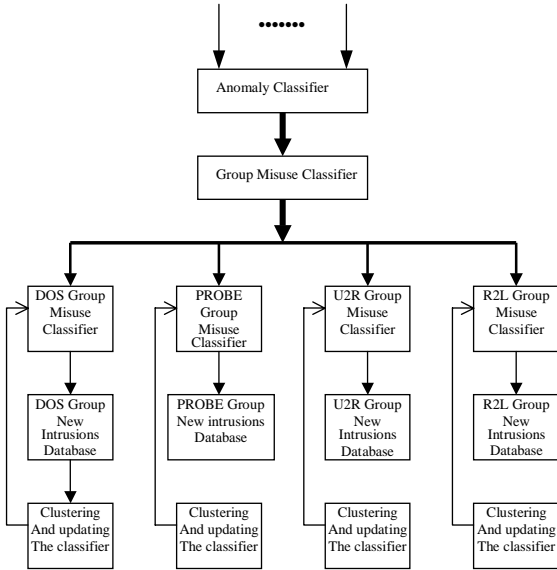 Anomaly Classifier
Group Misuse Classifier
DOS Group
Misuse
Classifier
PROBE
Group
Misuse
Classifier
U2R Group
Misuse
Classifier
R2L Group
Misuse
Classifier
DOS Group
New
Intrusions
Database
PROBE Group
New intrusions
Database
U2R Group
New
Intrusions
Database
R2L Group
New
Intrusions
Database
Clustering
And updating
The classifier
Clustering
And updating
The classifier
Clustering
And updating
The classifier
Clustering
And updating
The classifier